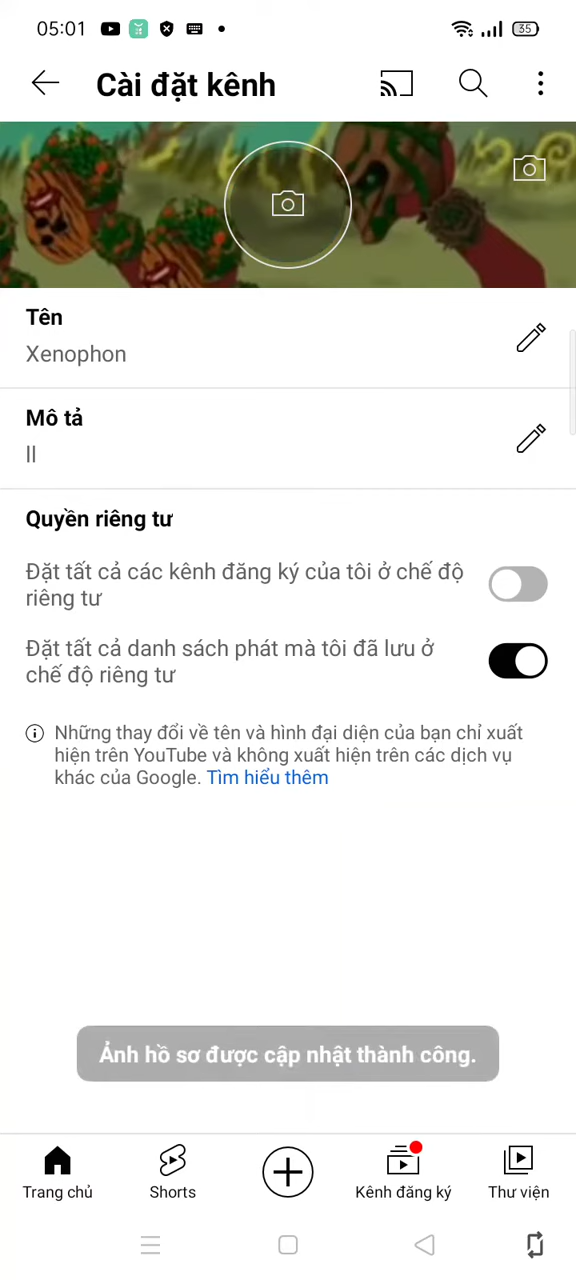 05:01
35
Cài đặt kênh
Tên
Xenophon
Mô tả
ll
Quyền riêng tư
Đặt tất cả các kênh đăng ký của tôi ở chế độ
riêng tư
Đặt tất cả danh sách phát mà tôi đã lưu ở
chế độ riêng tư
Những thay đổi về tên và hình đại diện của bạn chỉ xuất
hiện trên YouTube và không xuất hiện trên các dịch vụ
khác của Google. Tìm hiểu thêm
Ảnh hồ sơ được cập nhật thành công.
Trang chủ
Shorts
Kênh đăng ký
Thư viện